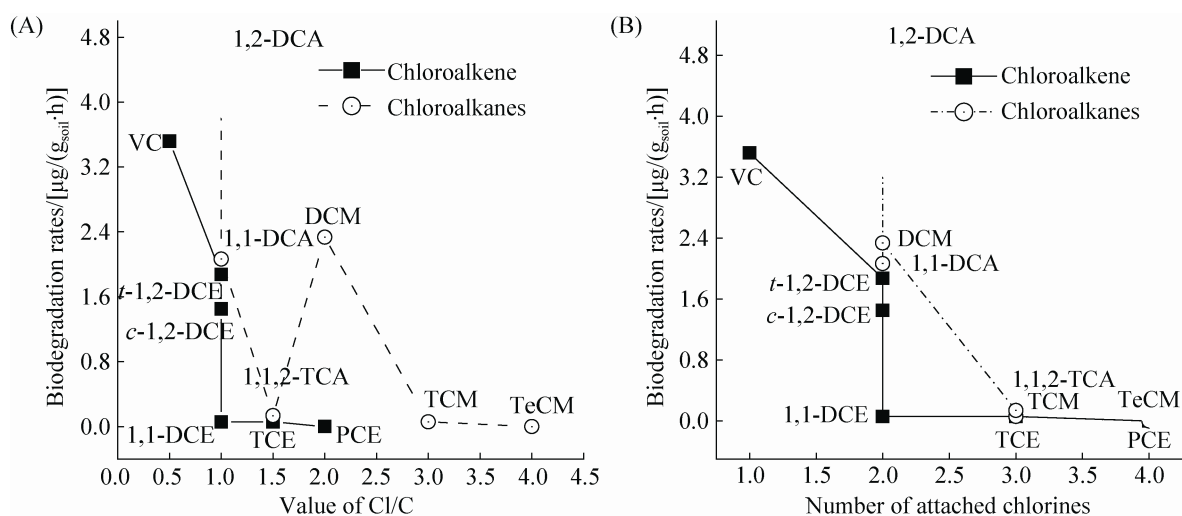 (A)
1,2-DCA
Chloroalkene
Chloroalkanes
4.8
4.0
3.2
2.4
1.6
0.8
0.0
Biodegradation rates/[µg/(gsoil·h)]
VC
1,1-DCA
DCM
t-1,2-DCE
c-1,2-DCE
1,1,2-TCA
1,1-DCE
TCE
PCE
TCM
TeCM
0.0 0.5 1.0 1.5 2.0 2.5 3.0 3.5 4.0 4.5
Value of Cl/C
(B)
1,2-DCA
Chloroalkene
Chloroalkanes
4.8
4.0
3.2
2.4
1.6
0.8
0.0
Biodegradation rates/[µg/(gsoil·h)]
VC
DCM
1,1-DCA
t-1,2-DCE
c-1,2-DCE
1,1,2-TCA
TCM
TeCM
1,1-DCE
TCE
PCE
1.0 1.5 2.0 2.5 3.0 3.5 4.0
Number of attached chlorines